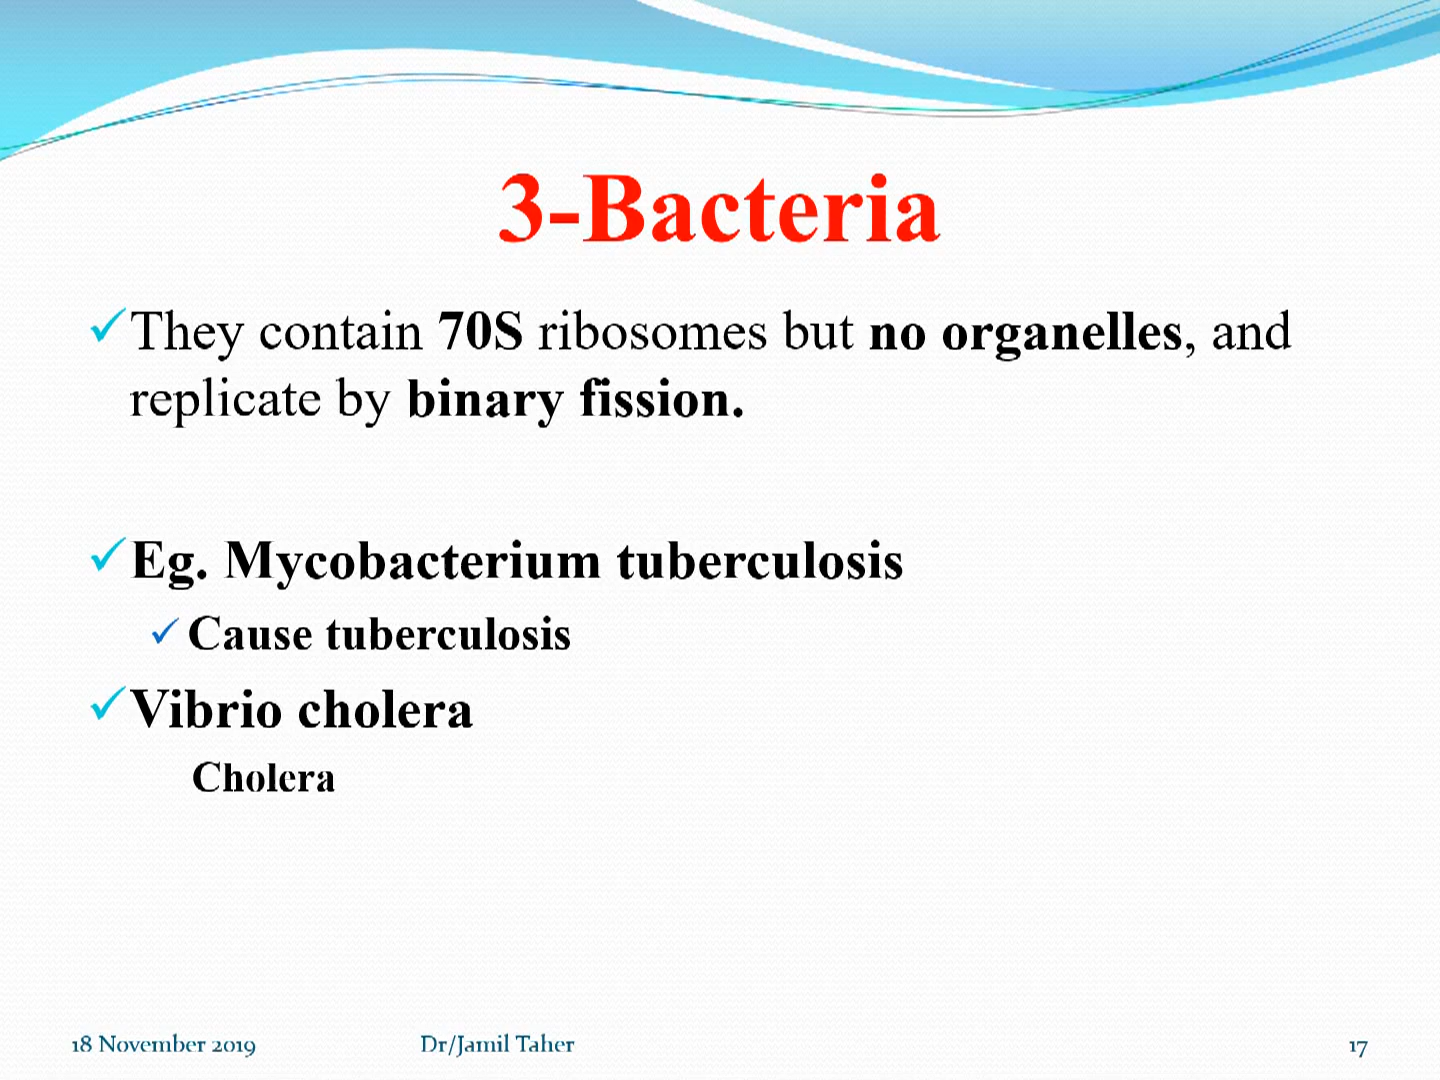 3-Bacteria
They contain 70S ribosomes but no organelles, and
replicate by binary fission.
Eg. Mycobacterium tuberculosis
Cause tuberculosis
Vibrio cholera
Cholera
18 November 2019 Dr/Jamil Taher 17